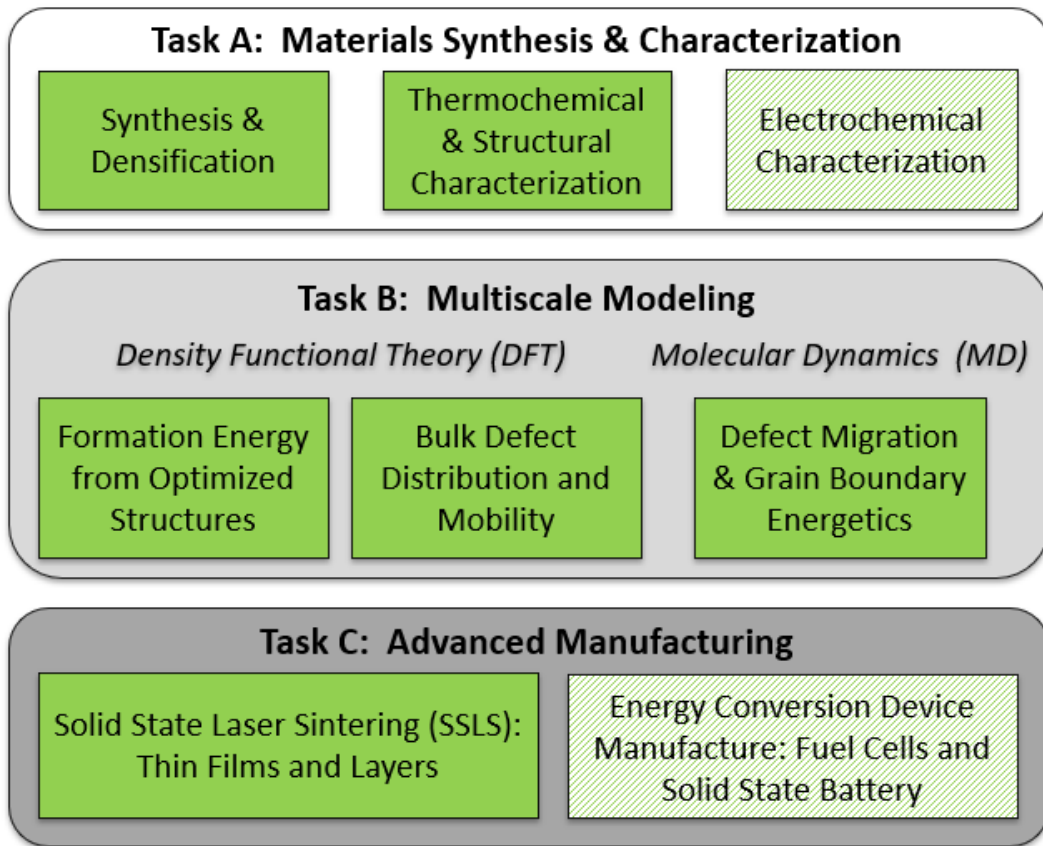 Task A:  Materials Synthesis & Characterization
Synthesis &
Densification
Thermochemical
& Structural
Characterization
Electrochemical
Characterization
Task B:  Multiscale Modeling
Density Functional Theory (DFT)
Molecular Dynamics  (MD)
Formation Energy
from Optimized
Structures
Bulk Defect
Distribution and
Mobility
Defect Migration
& Grain Boundary
Energetics
Task C:  Advanced Manufacturing
Solid State Laser Sintering (SSLS):
Thin Films and Layers
Energy Conversion Device
Manufacture: Fuel Cells and
Solid State Battery